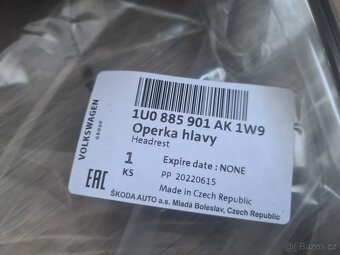 VOLKSWAGEN
GROUP
1U0 885 901 AK 1W9
Operka hlavy
Headrest
1
KS
Expire date : NONE
PP 20220615
Made in Czech Republic
EAC
ŠKODA AUTO a.s. Mladá Boleslav, Czech Republic
Bazos.cz